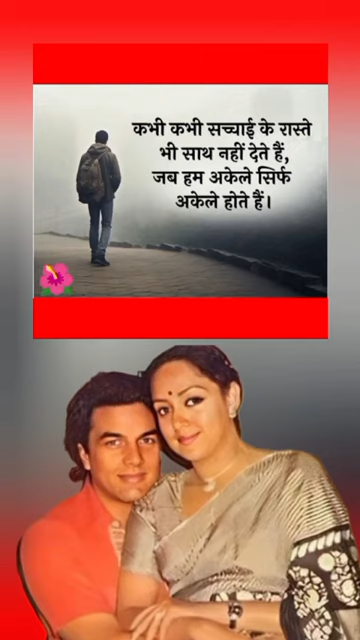 कभी कभी सच्चाई के रास्ते
भी साथ नहीं देते हैं,
जब हम अकेले सिर्फ
अकेले होते हैं।